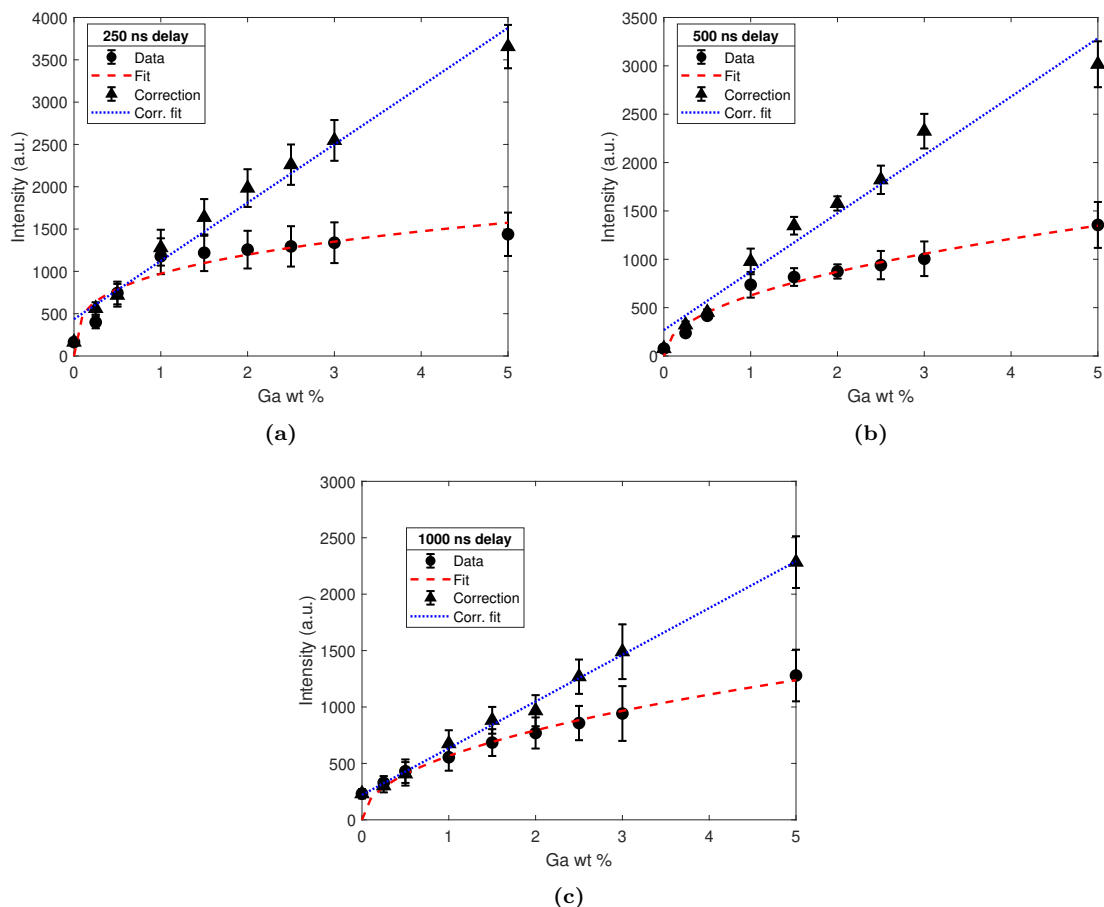 250 ns delay
Data
Fit
Correction
Corr. fit
4000
3500
3000
2500
2000
1500
1000
500
0
Intensity (a.u.)
0 1 2 3 4 5
Ga wt %
(a)
500 ns delay
Data
Fit
Correction
Corr. fit
3500
3000
2500
2000
1500
1000
500
0
Intensity (a.u.)
0 1 2 3 4 5
Ga wt %
(b)
1000 ns delay
Data
Fit
Correction
Corr. fit
3000
2500
2000
1500
1000
500
0
Intensity (a.u.)
0 1 2 3 4 5
Ga wt %
(c)